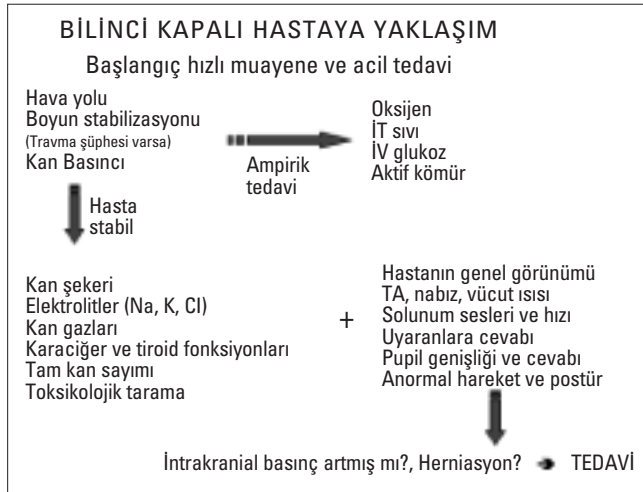 BİLİNCİ KAPALI HASTAYA YAKLAŞIM
Başlangıç hızlı muayene ve acil tedavi
Hava yolu
Boyun stabilizasyonu
(Travma şüphesi varsa)
Kan Basıncı
Ampirik
tedavi
Oksijen
İT sıvı
İV glukoz
Aktif kömür
Hasta
stabil
Kan şekeri
Elektrolitler (Na, K, CI)
Kan gazları
Karaciğer ve tiroid fonksiyonları
Tam kan sayımı
Toksikolojik tarama
+
Hastanın genel görünümü
TA, nabız, vücut ısısı
Solunum sesleri ve hızı
Uyaranlara cevabı
Pupil genişliği ve cevabı
Anormal hareket ve postür
İntrakranial basınç artmış mı?, Herniasyon? TEDAVİ